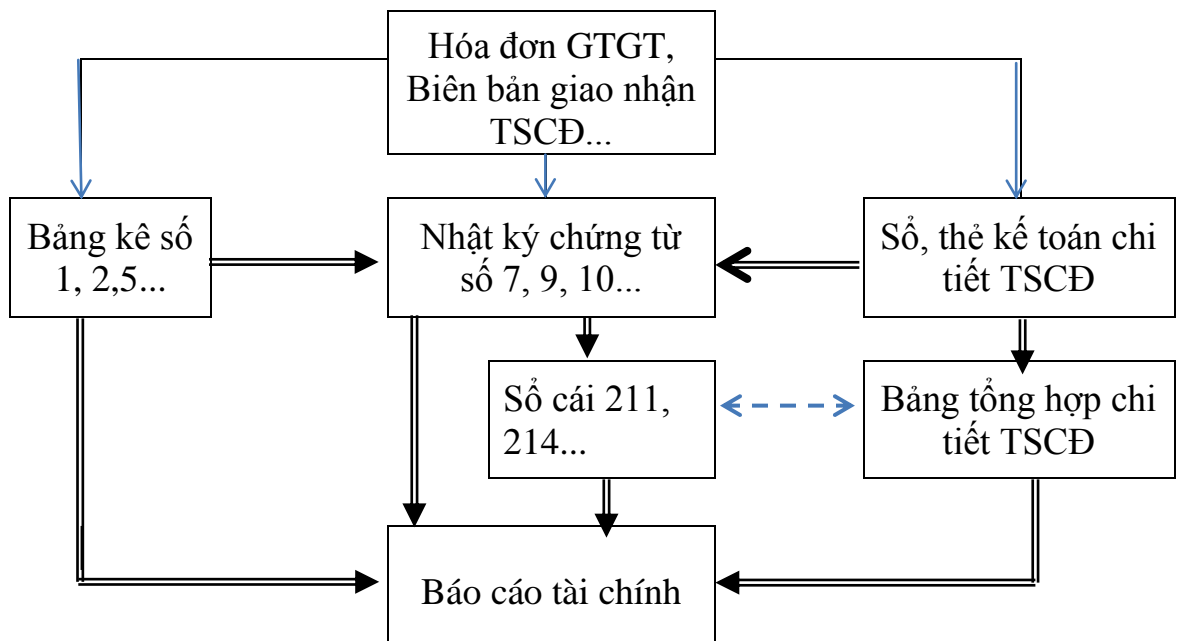 Hóa đơn GTGT,
Biên bản giao nhận
TSCĐ...
Bảng kê số
1, 2,5...
Nhật ký chứng từ
số 7, 9, 10...
Sổ, thẻ kế toán chi
tiết TSCĐ
Sổ cái 211,
214...
Bảng tổng hợp chi
tiết TSCĐ
Báo cáo tài chính